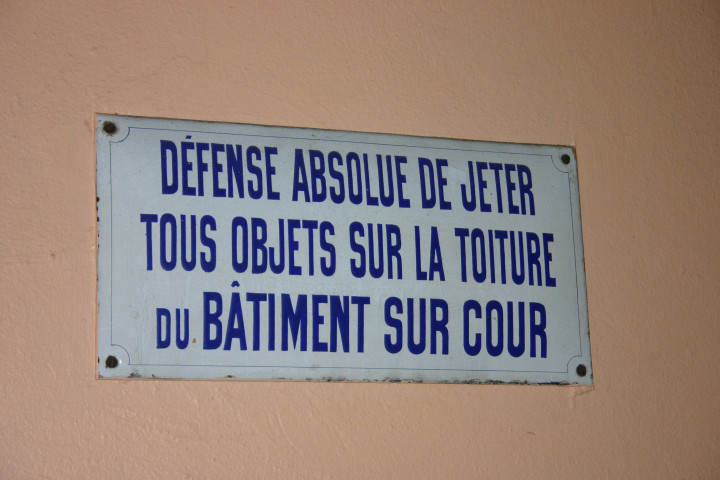 DÉFENSE ABSOLUE DE JETER
TOUS OBJETS SUR LA TOITURE
DU BÂTIMENT SUR COUR